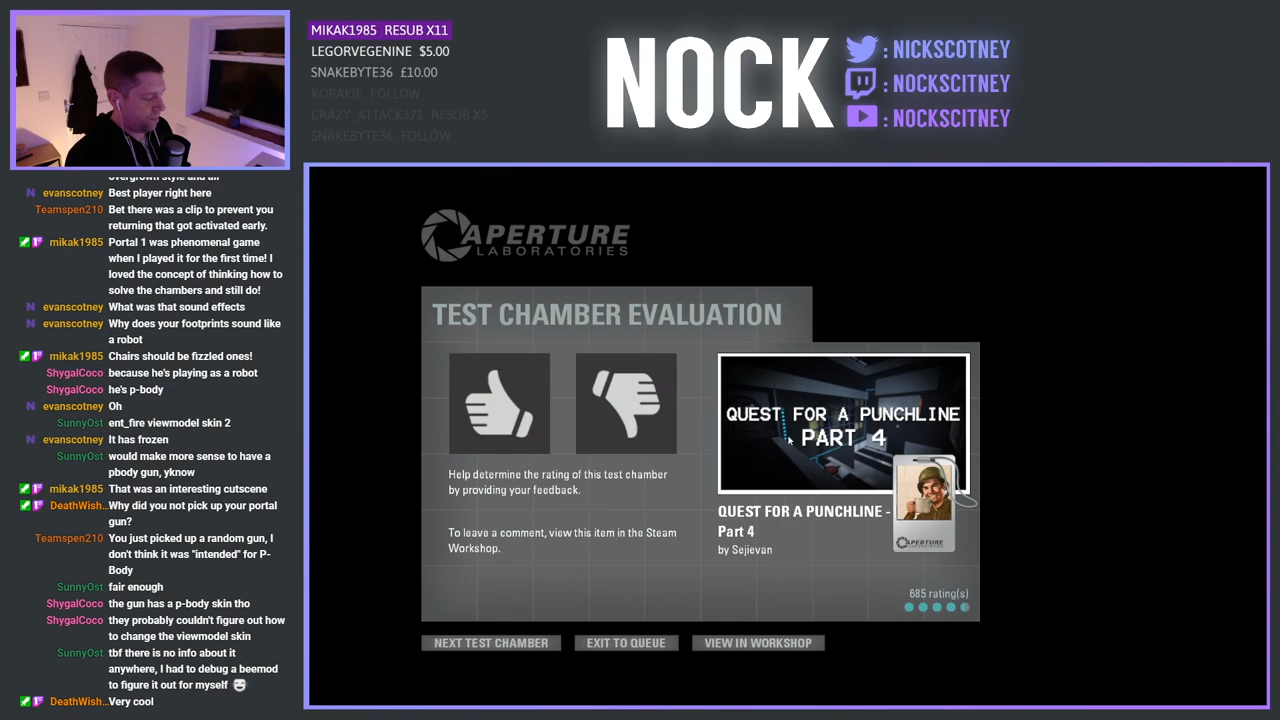 MIKAK1985 RESUB X11
LEGORVEGENINE $5.00
SNAKEBYTE36 £10.00
KORAKIE FOLLOW
CRAZY_ATTACK371 RESUB X6
SNAKEBYTE36 FOLLOW
NOCK
: NICKSCOTNEY
: NOCKSCITNEY
: NOCKSCITNEY
overgrown style and all
evanscotney Best player right here
Teamspen210 Bet there was a clip to prevent you
returning that got activated early.
mikak1985 Portal 1 was phenomenal game
when I played it for the first time! I
loved the concept of thinking how to
solve the chambers and still do!
evanscotney What was that sound effects
evanscotney Why does your footprints sound like
a robot
mikak1985 Chairs should be fizzled ones!
ShygalCoco because he's playing as a robot
ShygalCoco he's p-body
evanscotney Oh
SunnyOst ent_fire viewmodel skin 2
evanscotney It has frozen
SunnyOst would make more sense to have a
pbody gun, yknow
mikak1985 That was an interesting cutscene
DeathWish... Why did you not pick up your portal
gun?
Teamspen210 You just picked up a random gun, I
don't think it was "intended" for P-
Body
SunnyOst fair enough
ShygalCoco the gun has a p-body skin tho
ShygalCoco they probably couldn't figure out how
to change the viewmodel skin
SunnyOst tbf there is no info about it
anywhere, I had to debug a beemod
to figure it out for myself
DeathWish... Very cool
APERTURE
LABORATORIES
TEST CHAMBER EVALUATION
Help determine the rating of this test chamber
by providing your feedback.
To leave a comment, view this item in the Steam
Workshop.
QUEST FOR A PUNCHLINE
PART 4
QUEST FOR A PUNCHLINE -
Part 4
by Sejievan
APERTURE
685 rating(s)
NEXT TEST CHAMBER
EXIT TO QUEUE
VIEW IN WORKSHOP